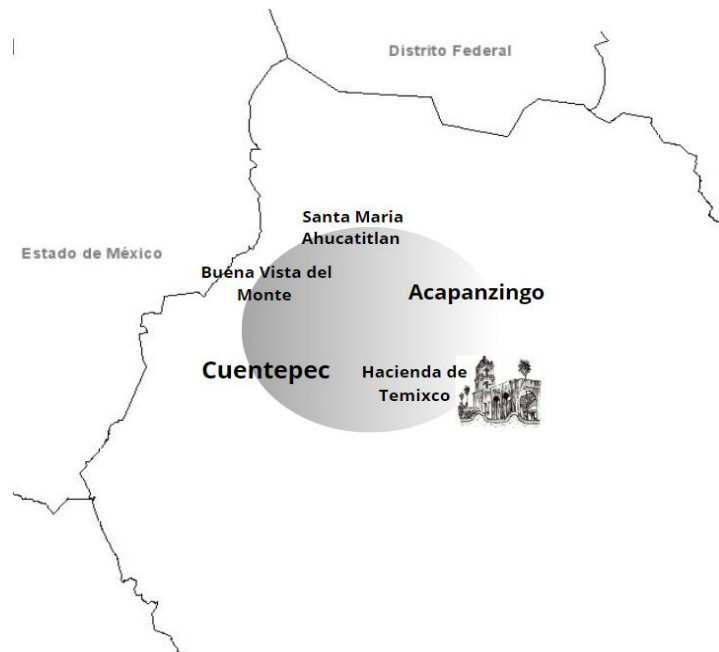 Distrito Federal
Santa Maria
Ahucatitlan
Estado de México
Buena Vista del
Monte
Acapanzingo
Cuentepec
Hacienda de
Temixco